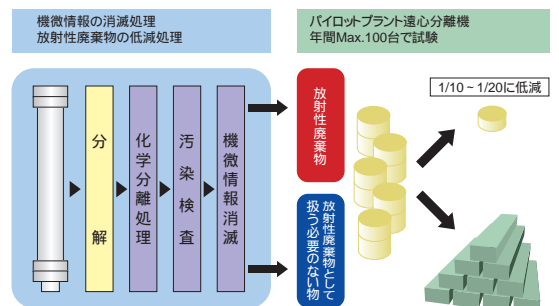 機微情報の消滅処理
放射性廃棄物の低減処理
パイロットプラント遠心分離機
年間Max.100台で試験
分解
化学分離処理
汚染検査
機微情報消滅
放射性廃棄物
放射性廃棄物として
扱う必要のない物
1/10~1/20に低減